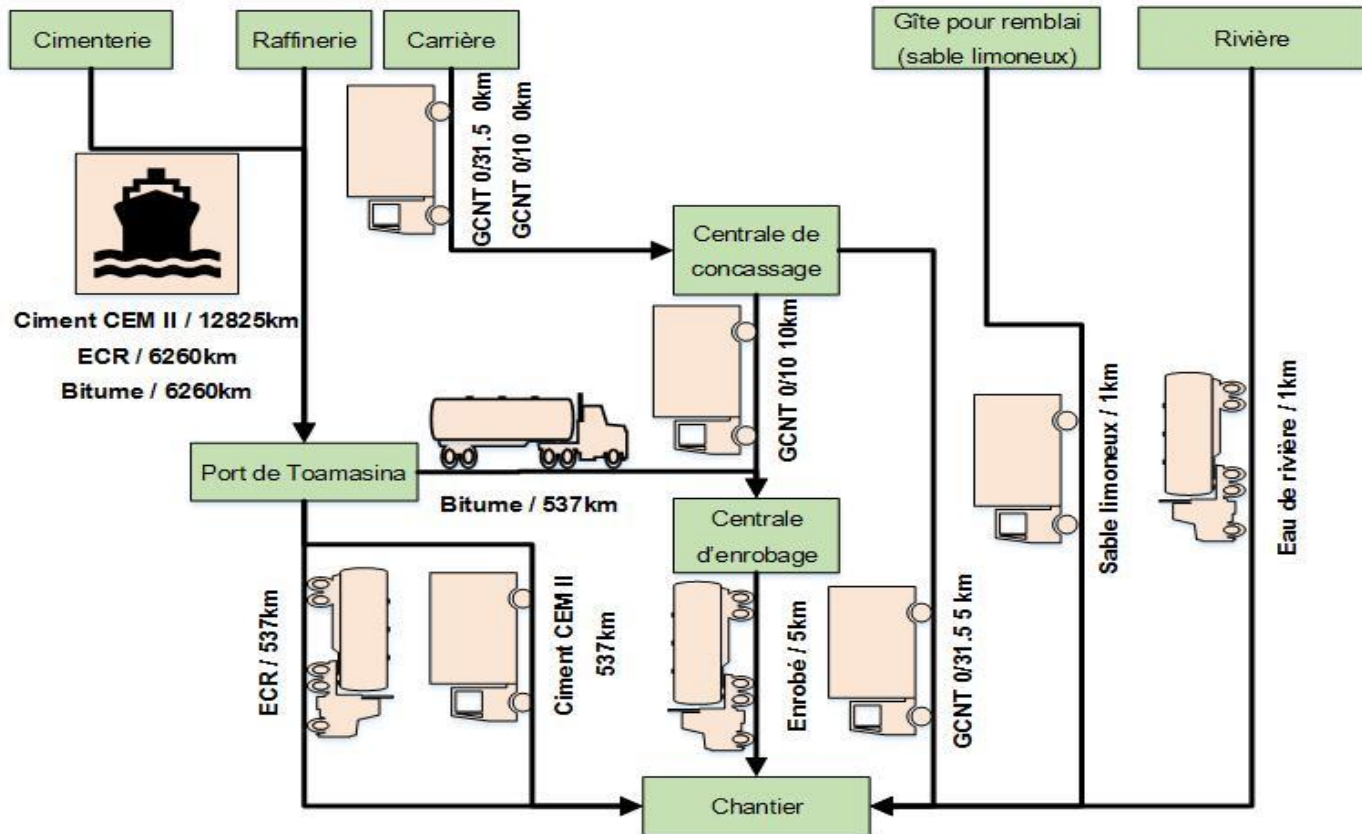 Cimenterie
Raffinerie
Carrière
Gîte pour remblai
(sable limoneux)
Rivière
GCNT 0/31.5 0km
GCNT 0/10 0km
Centrale de
concassage
Ciment CEM II / 12825km
ECR / 6260km
Bitume / 6260km
GCNT 0/10 10km
Sable limoneux / 1km
Eau de rivière / 1km
Port de Toamasina
Bitume / 537km
Centrale
d'enrobage
ECR / 537km
Ciment CEM II
537km
Enrobé / 5km
GCNT 0/31.5 5 km
Chantier